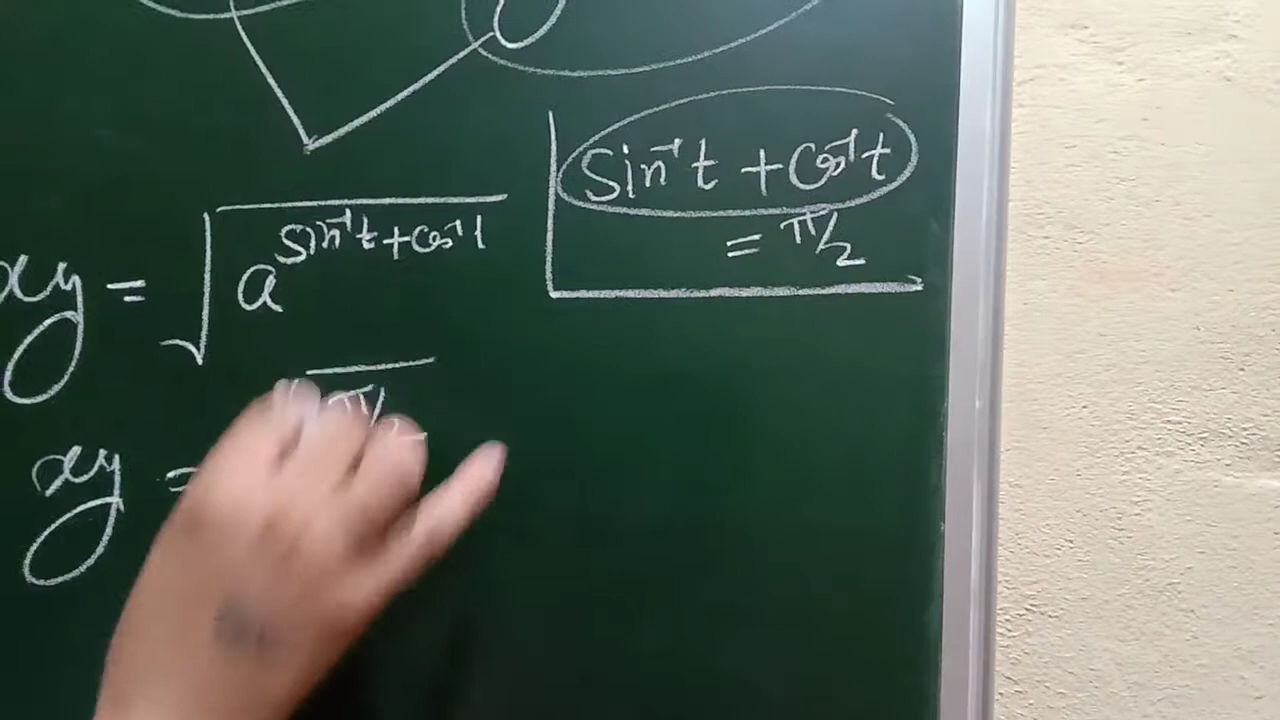 sin⁻¹t + cos⁻¹t
= π/2
xy = √a^(sin⁻¹t + cos⁻¹t)
xy =